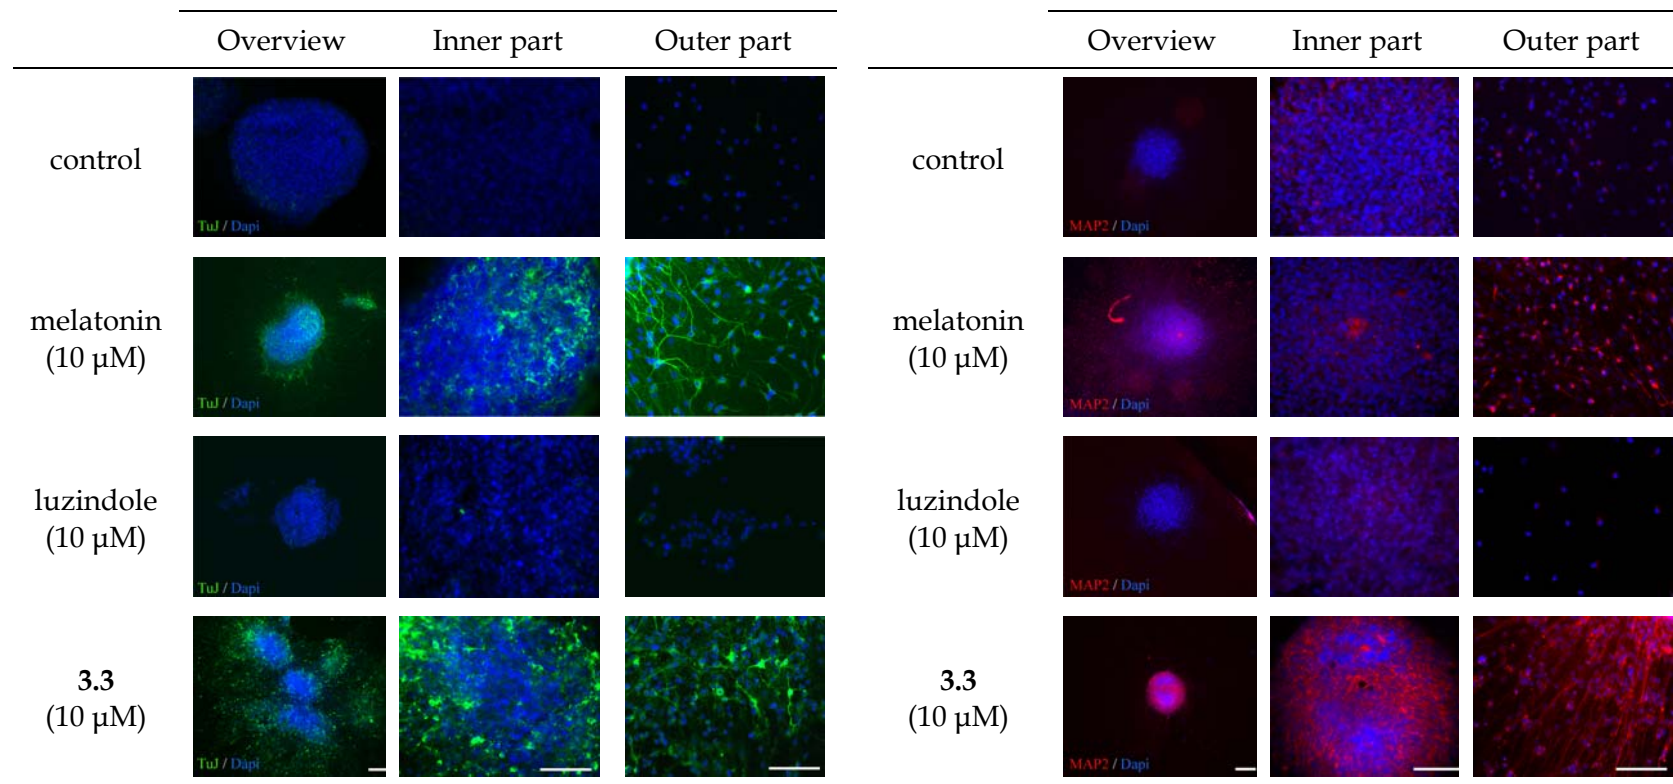 Overview Inner part Outer part
control
TuJ / Dapi
melatonin
(10 µM)
TuJ / Dapi
luzindole
(10 µM)
TuJ / Dapi
3.3
(10 µM)
TuJ / Dapi
Overview Inner part Outer part
control
MAP2 / Dapi
melatonin
(10 µM)
MAP2 / Dapi
luzindole
(10 µM)
MAP2 / Dapi
3.3
(10 µM)
MAP2 / Dapi